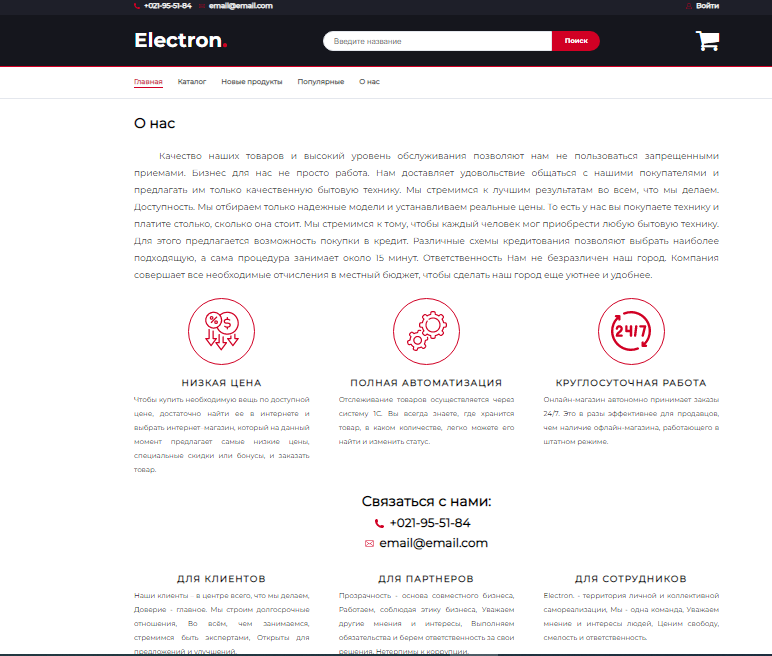 +021-95-51-84 email@email.com Войти
Electron.
Введите название Поиск
Главная Каталог Новые продукты Популярные О нас
О нас
Качество наших товаров и высокий уровень обслуживания позволяют нам не пользоваться запрещенными
приемами. Бизнес для нас не просто работа. Нам доставляет удовольствие общаться с нашими покупателями и
предлагать им только качественную бытовую технику. Мы стремимся к лучшим результатам во всем, что мы делаем.
Доступность. Мы отбираем только надежные модели и устанавливаем реальные цены. То есть у нас вы покупаете технику и
платите столько, сколько она стоит. Мы стремимся к тому, чтобы каждый человек мог приобрести любую бытовую технику.
Для этого предлагается возможность покупки в кредит. Различные схемы кредитования позволяют выбрать наиболее
подходящую, а сама процедура занимает около 15 минут. Ответственность Нам не безразличен наш город. Компания
совершает все необходимые отчисления в местный бюджет, чтобы сделать наш город еще уютнее и удобнее.
% $
24/7
НИЗКАЯ ЦЕНА
Чтобы купить необходимую вещь по доступной
цене, достаточно найти ее в интернете и
выбрать интернет-магазин, который на данный
момент предлагает самые низкие цены,
специальные скидки или бонусы, и заказать
товар.
ПОЛНАЯ АВТОМАТИЗАЦИЯ
Отслеживание товаров осуществляется через
систему 1С. Вы всегда знаете, где хранится
товар, в каком количестве, легко можете его
найти и изменить статус.
КРУГЛОСУТОЧНАЯ РАБОТА
Онлайн-магазин автономно принимает заказы
24/7. Это в разы эффективнее для продавцов,
чем наличие офлайн-магазина, работающего в
штатном режиме.
Связаться с нами:
+021-95-51-84
email@email.com
ДЛЯ КЛИЕНТОВ
Наши клиенты - в центре всего, что мы делаем,
Доверие - главное. Мы строим долгосрочные
отношения, Во всём, чем занимаемся,
стремимся быть экспертами, Открыты для
предложений и улучшений.
ДЛЯ ПАРТНЕРОВ
Прозрачность - основа совместного бизнеса,
Работаем, соблюдая этику бизнеса, Уважаем
другие мнения и интересы, Выполняем
обязательства и берем ответственность за свои
решения. Нетерпимы к коррупции.
ДЛЯ СОТРУДНИКОВ
Electron. - территория личной и коллективной
самореализации, Мы - одна команда, Уважаем
мнение и интересы людей, Ценим свободу,
смелость и ответственность.